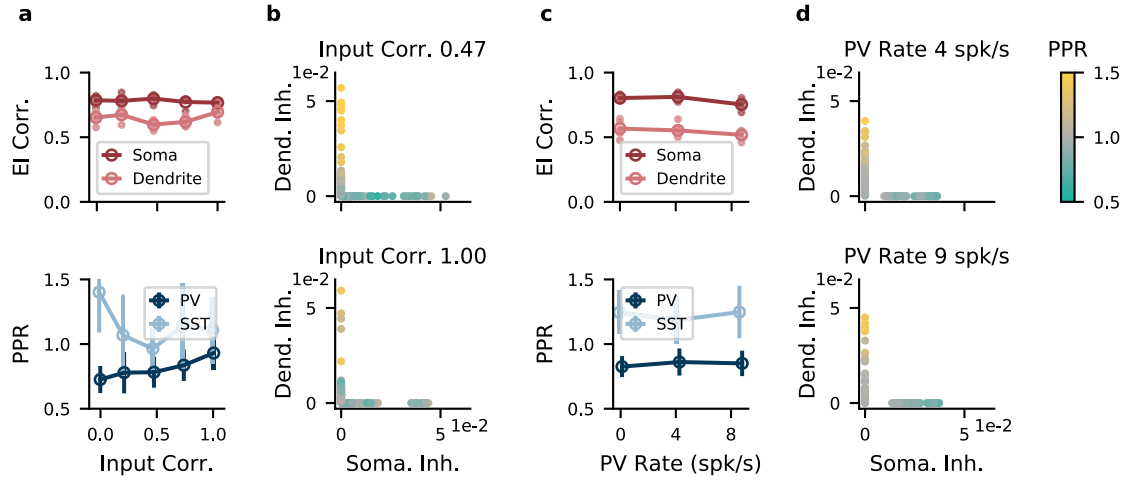 a
b
c
d
Input Corr. 0.47
PV Rate 4 spk/s
PPR
EI Corr.
1.0
0.5
0.0
Soma
Dendrite
Dend. Inh.
1e-2
5
0
EI Corr.
1.0
0.5
0.0
Soma
Dendrite
Dend. Inh.
1e-2
5
0
1.5
1.0
0.5
Input Corr. 1.00
PV Rate 9 spk/s
PPR
1.5
1.0
0.5
PV
SST
0.0 0.5 1.0
Input Corr.
Dend. Inh.
1e-2
5
0
0 5
1e-2
Soma. Inh.
PPR
1.5
1.0
0.5
PV
SST
0 4 8
PV Rate (spk/s)
Dend. Inh.
1e-2
5
0
0 5
1e-2
Soma. Inh.